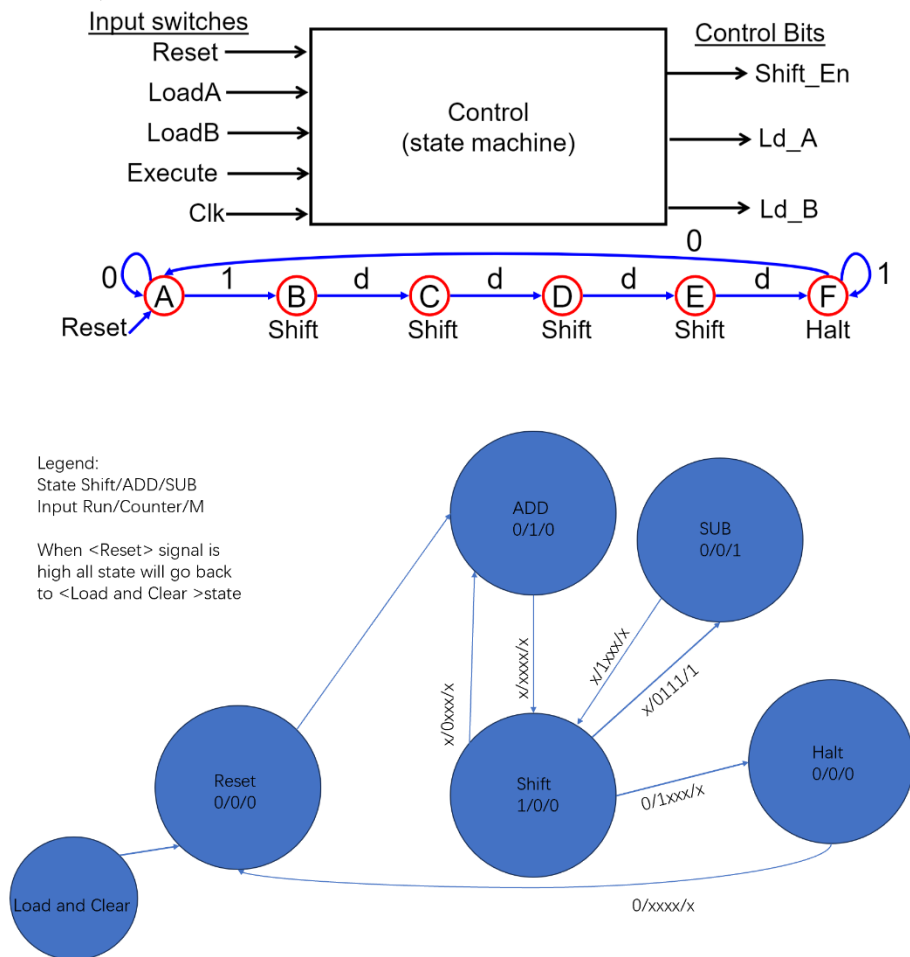 Input switches
Reset
LoadA
LoadB
Execute
Clk
Control
(state machine)
Control Bits
Shift_En
Ld_A
Ld_B
0
0
1
d
d
d
d
1
A
B
C
D
E
F
Reset
Shift
Shift
Shift
Shift
Halt
Legend:
State Shift/ADD/SUB
Input Run/Counter/M
When <Reset> signal is
high all state will go back
to <Load and Clear >state
ADD
0/1/0
SUB
0/0/1
x/0xxx/x
x/xxxx/x
x/1xxx/x
x/0111/1
Reset
0/0/0
Shift
1/0/0
Halt
0/0/0
0/1xxx/x
Load and Clear
0/xxxx/x